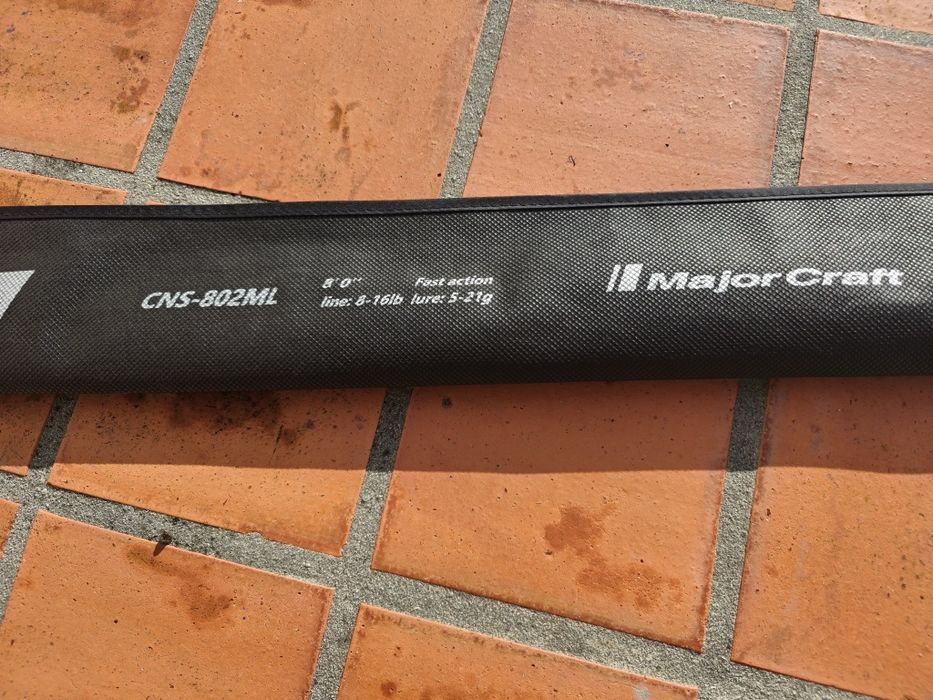 CNS-802ML
8'0" Fast action
line: 8-16lb lure: 5-21g
Major Craft